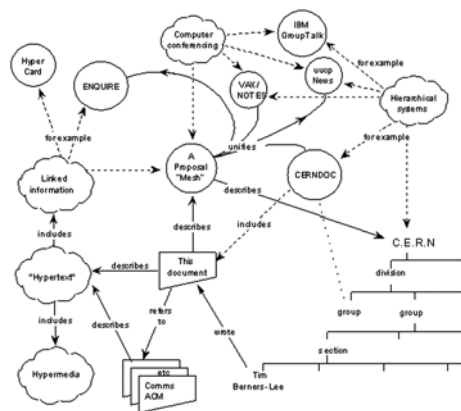 IBM
GroupTalk
Computer
conferencing
Hyper
Card
ENQUIRE
VAX/
NOTES
uucp
News
for example
Hierarchical
systems
for example
unifies
for example
A
Proposal
"Mesh"
CERNDOC
Linked
information
describes
includes
describes
includes
C.E.R.N
This
document
describes
division
"Hypertext"
refers
to
group
group
includes
describes
wrote
section
Hypermedia
etc
Comms
ACM
Tim
Berners-Lee